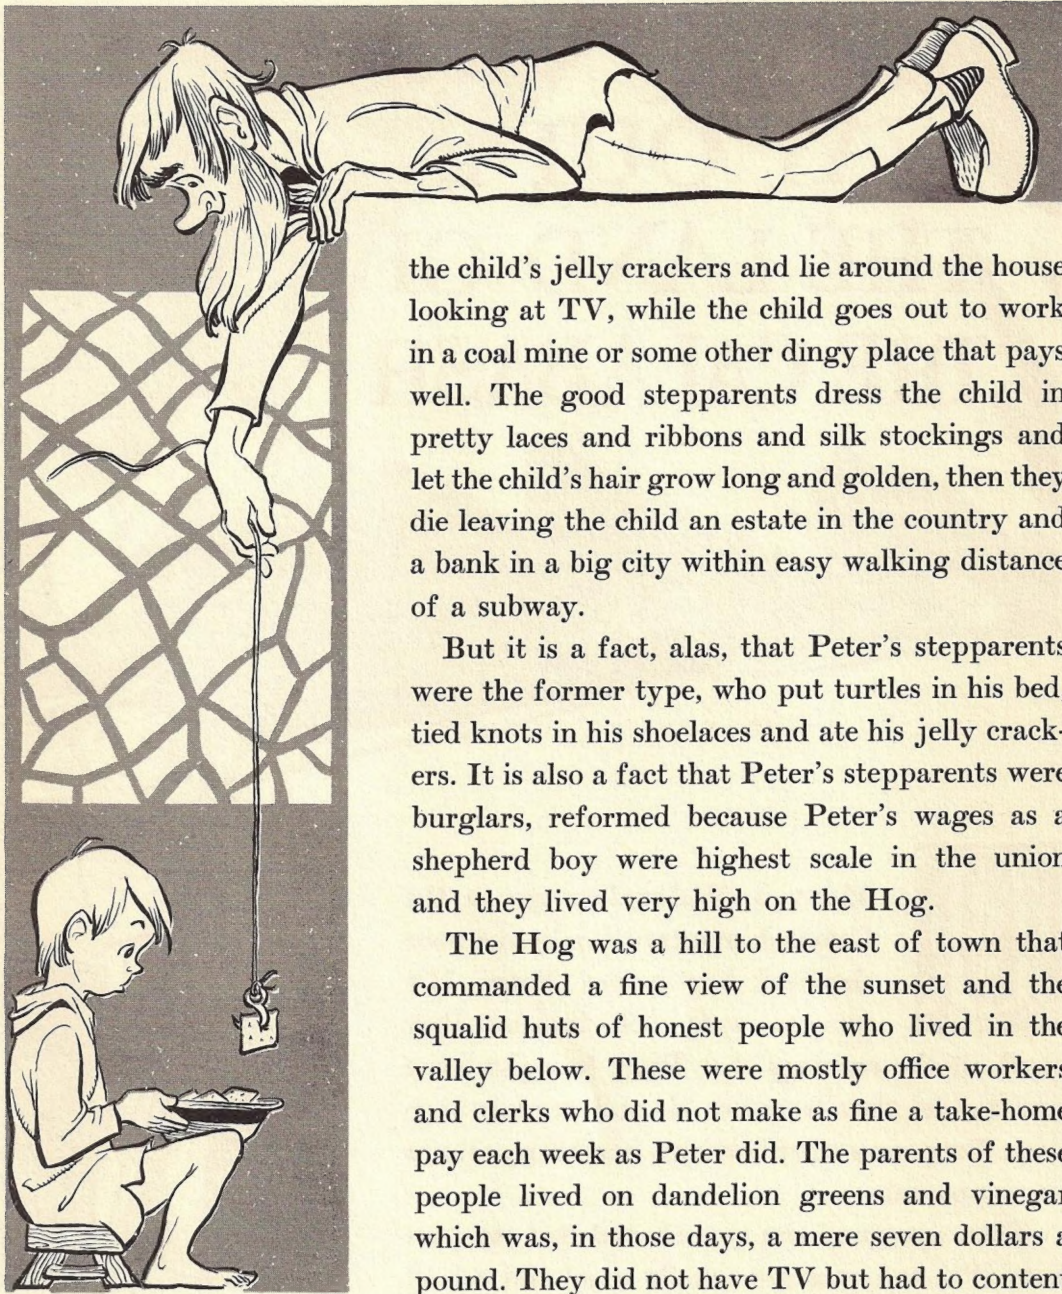 the child's jelly crackers and lie around the house
looking at TV, while the child goes out to work
in a coal mine or some other dingy place that pays
well. The good stepparents dress the child in
pretty laces and ribbons and silk stockings and
let the child's hair grow long and golden, then they
die leaving the child an estate in the country and
a bank in a big city within easy walking distance
of a subway.
But it is a fact, alas, that Peter's stepparents
were the former type, who put turtles in his bed
tied knots in his shoelaces and ate his jelly crack-
ers. It is also a fact that Peter's stepparents were
burglars, reformed because Peter's wages as a
shepherd boy were highest scale in the union
and they lived very high on the Hog.
The Hog was a hill to the east of town that
commanded a fine view of the sunset and the
squalid huts of honest people who lived in the
valley below. These were mostly office workers
and clerks who did not make as fine a take-home
pay each week as Peter did. The parents of these
people lived on dandelion greens and vinegar
which was, in those days, a mere seven dollars a
pound. They did not have TV but had to content